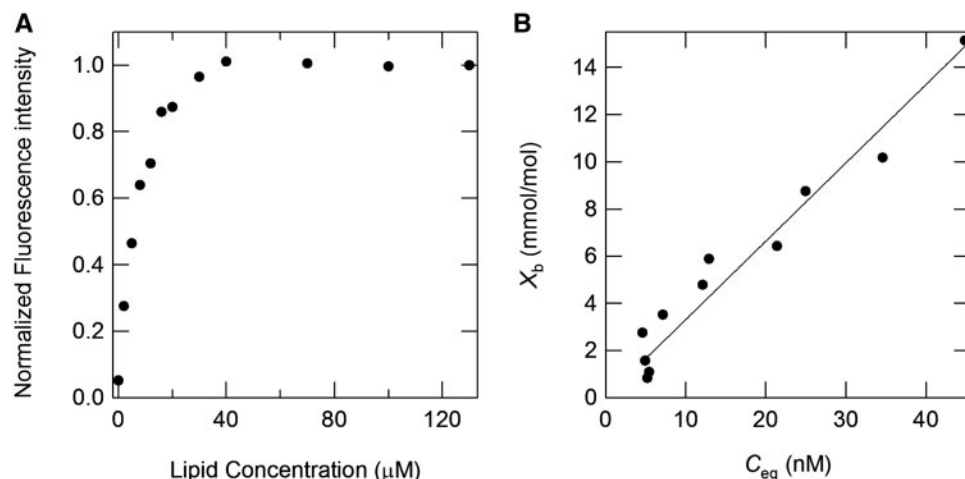 A
Normalized Fluorescence intensity
1.0
0.8
0.6
0.4
0.2
0.0
0 40 80 120
Lipid Concentration (μM)
B
X_b (mmol/mol)
14
12
10
8
6
4
2
0
0 10 20 30 40
C_eq (nM)